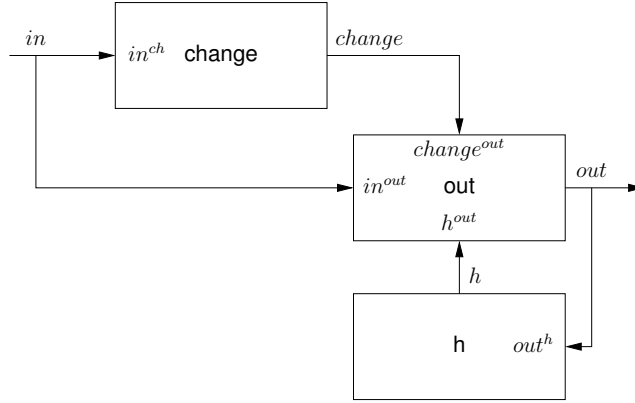 in
change
in^{ch} change
change^{out}
in^{out} out
out
h^{out}
h
h out^{h}